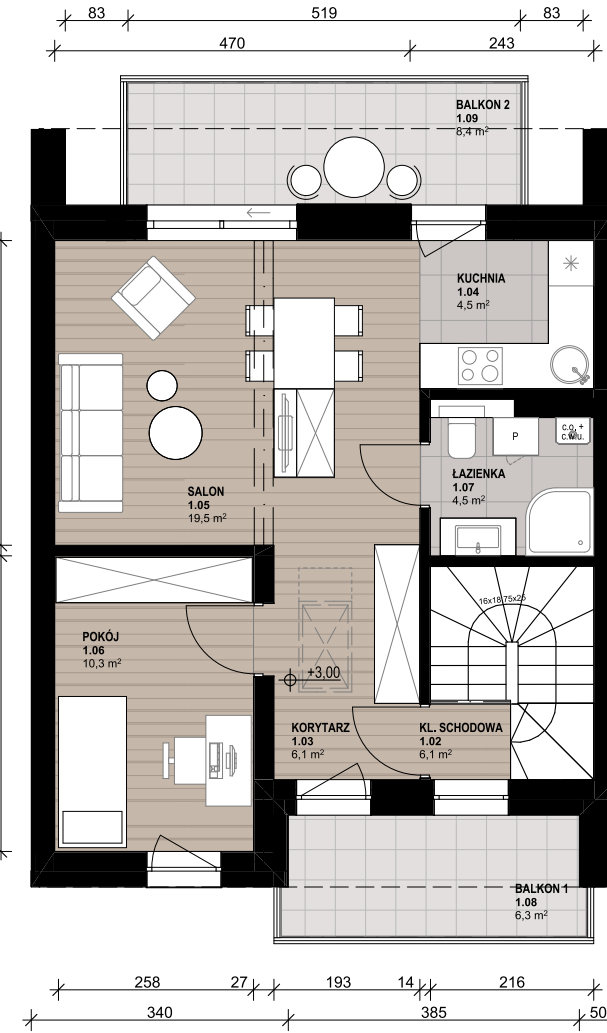 83 519 83
470 243
BALKON 2
1.09
8,4 m²
KUCHNIA
1.04
4,5 m²
c.o. +
c.w.u.
P
ŁAZIENKA
1.07
4,5 m²
SALON
1.05
19,5 m²
16x18,75x25
POKÓJ
1.06
10,3 m²
+3,00
KORYTARZ
1.03
6,1 m²
KL. SCHODOWA
1.02
6,1 m²
BALKON 1
1.08
6,3 m²
258 27 193 14 216
340 385 50